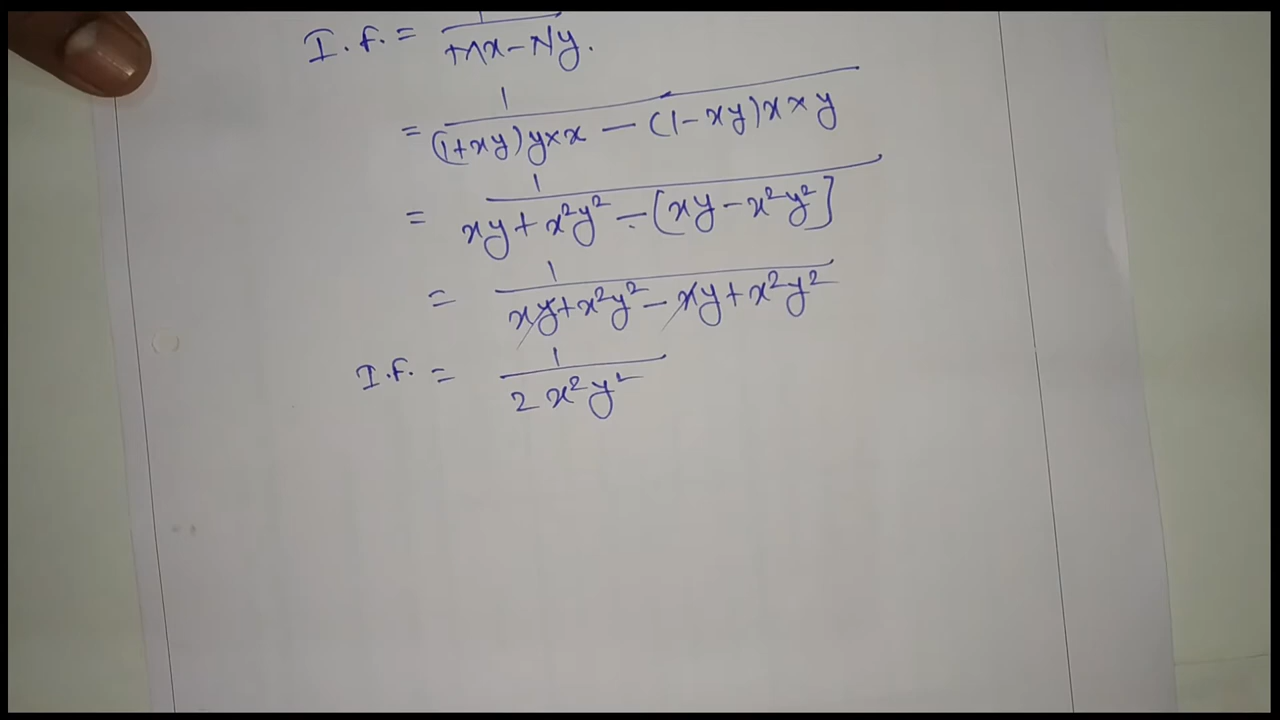 I.f. = 1/Mx-Ny.
= 1/(1+xy)y×x - (1-xy)x×y
= 1/xy+x²y² - [xy-x²y²]
= 1/xy+x²y² - xy+x²y²
I.f. = 1/2x²y²